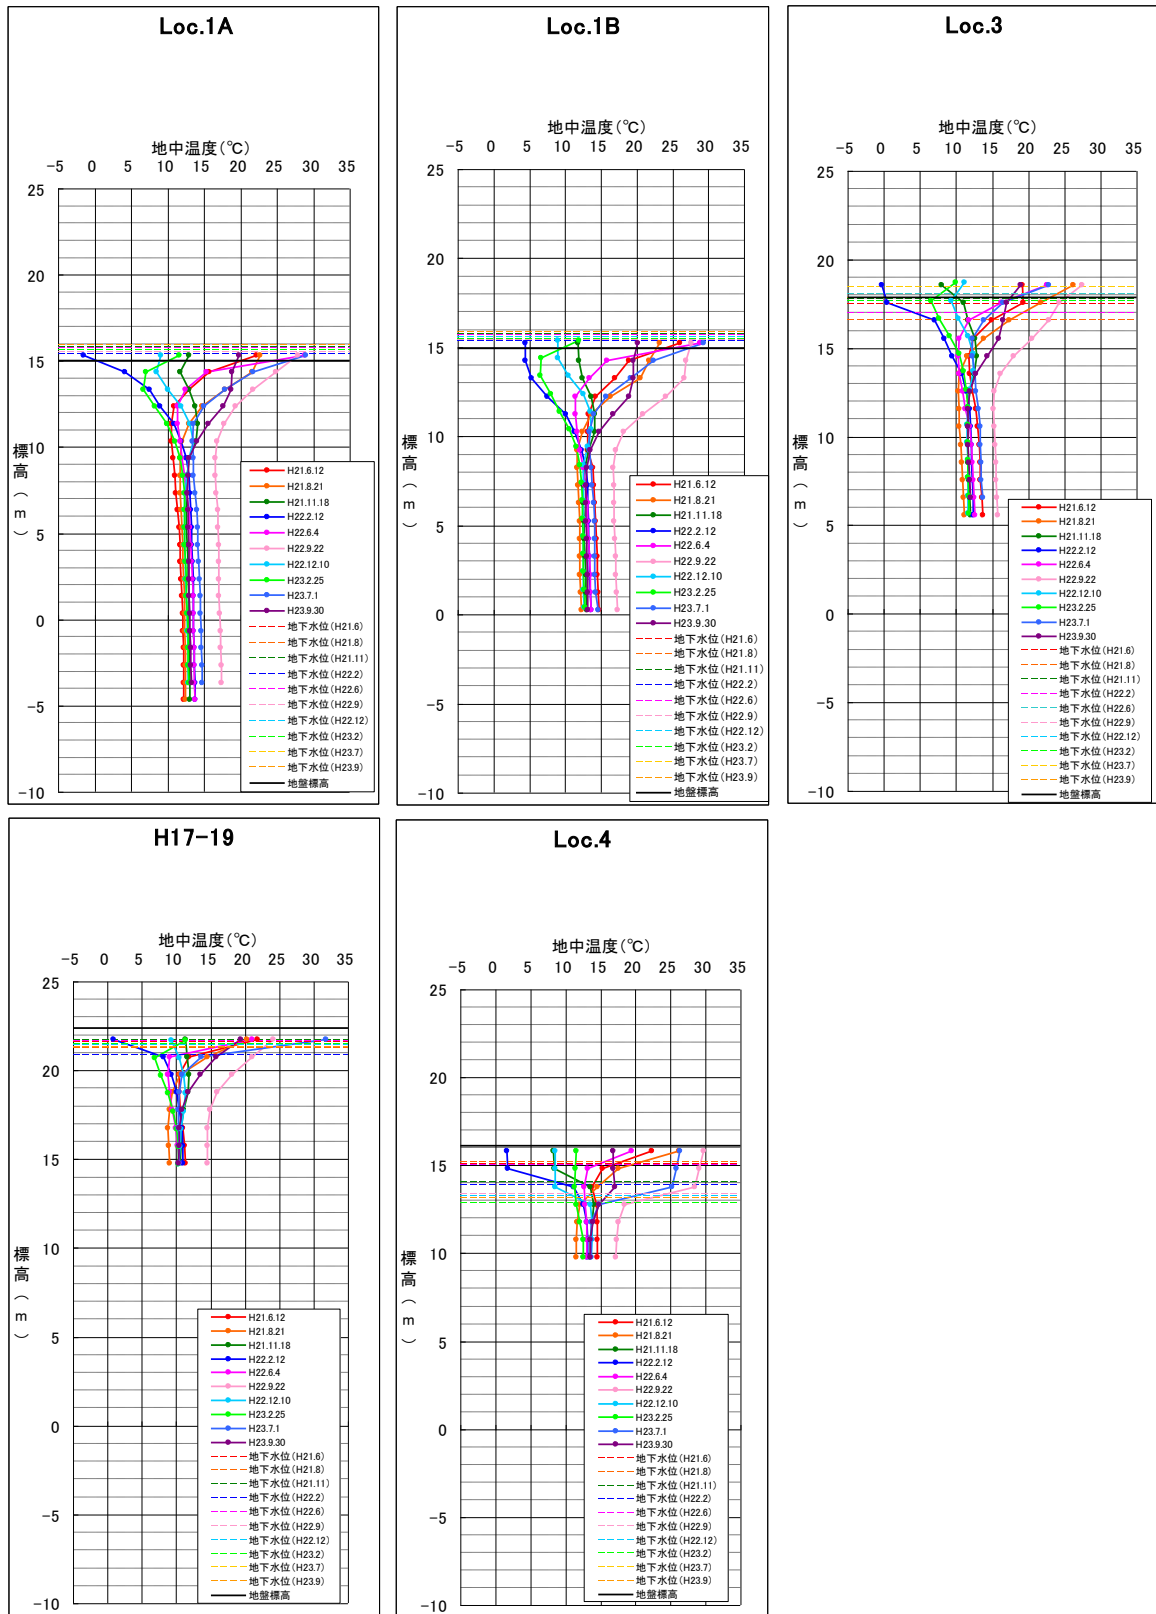 Loc.1A
地中温度(℃)
-5 0 5 10 15 20 25 30 35
25
20
15
10
5
0
-5
-10
標高(m)
H21.6.12
H21.8.21
H21.11.18
H22.2.12
H22.6.4
H22.9.22
H22.12.10
H23.2.25
H23.7.1
H23.9.30
地下水位(H21.6)
地下水位(H21.8)
地下水位(H21.11)
地下水位(H22.2)
地下水位(H22.6)
地下水位(H22.9)
地下水位(H22.12)
地下水位(H23.2)
地下水位(H23.7)
地下水位(H23.9)
地盤標高
Loc.1B
地中温度(℃)
-5 0 5 10 15 20 25 30 35
25
20
15
10
5
0
-5
-10
標高(m)
H21.6.12
H21.8.21
H21.11.18
H22.2.12
H22.6.4
H22.9.22
H22.12.10
H23.2.25
H23.7.1
H23.9.30
地下水位(H21.6)
地下水位(H21.8)
地下水位(H21.11)
地下水位(H22.2)
地下水位(H22.6)
地下水位(H22.9)
地下水位(H22.12)
地下水位(H23.2)
地下水位(H23.7)
地下水位(H23.9)
地盤標高
Loc.3
地中温度(℃)
-5 0 5 10 15 20 25 30 35
25
20
15
10
5
0
-5
-10
標高(m)
H21.6.12
H21.8.21
H21.11.18
H22.2.12
H22.6.4
H22.9.22
H22.12.10
H23.2.25
H23.7.1
H23.9.30
地下水位(H21.6)
地下水位(H21.8)
地下水位(H21.11)
地下水位(H22.2)
地下水位(H22.6)
地下水位(H22.9)
地下水位(H22.12)
地下水位(H23.2)
地下水位(H23.7)
地下水位(H23.9)
地盤標高
H17-19
地中温度(℃)
-5 0 5 10 15 20 25 30 35
25
20
15
10
5
0
-5
-10
標高(m)
H21.6.12
H21.8.21
H21.11.18
H22.2.12
H22.6.4
H22.9.22
H22.12.10
H23.2.25
H23.7.1
H23.9.30
地下水位(H21.6)
地下水位(H21.8)
地下水位(H21.11)
地下水位(H22.2)
地下水位(H22.6)
地下水位(H22.9)
地下水位(H22.12)
地下水位(H23.2)
地下水位(H23.7)
地下水位(H23.9)
地盤標高
Loc.4
地中温度(℃)
-5 0 5 10 15 20 25 30 35
25
20
15
10
5
0
-5
-10
標高(m)
H21.6.12
H21.8.21
H21.11.18
H22.2.12
H22.6.4
H22.9.22
H22.12.10
H23.2.25
H23.7.1
H23.9.30
地下水位(H21.6)
地下水位(H21.8)
地下水位(H21.11)
地下水位(H22.2)
地下水位(H22.6)
地下水位(H22.9)
地下水位(H22.12)
地下水位(H23.2)
地下水位(H23.7)
地下水位(H23.9)
地盤標高